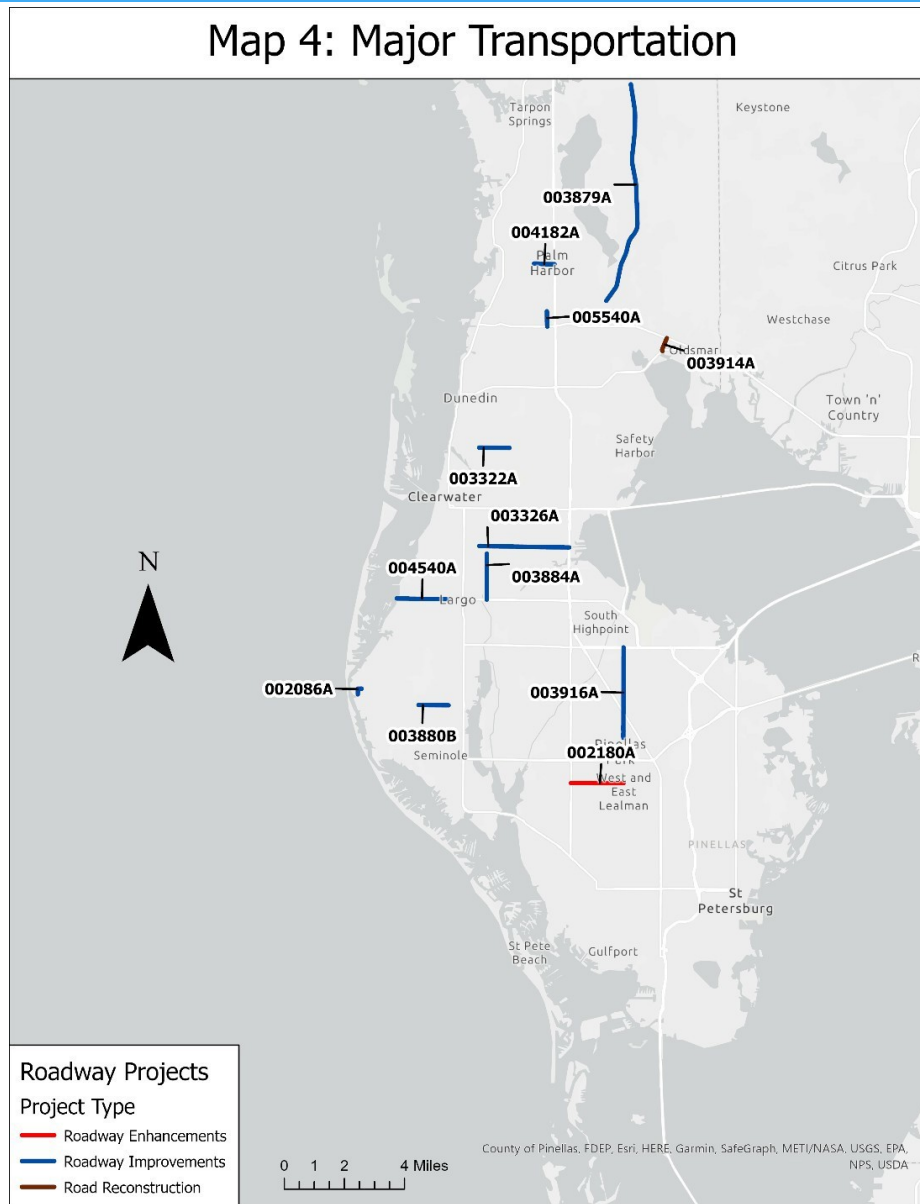 Map 4: Major Transportation
Tarpon
Springs
Keystone
003879A
004182A
Palm
Harbor
Citrus Park
005540A
Westchase
Oldsmar
003914A
Dunedin
Town 'n'
Country
Safety
Harbor
003322A
Clearwater
003326A
004540A
003884A
Largo
South
Highpoint
N
002086A
003916A
003880B
Seminole
Pinellas
Park
002180A
West and
East
Lealman
PINELLAS
St
Petersburg
St Pete
Beach
Gulfport
Roadway Projects
Project Type
Roadway Enhancements
Roadway Improvements
Road Reconstruction
0 1 2 4 Miles
County of Pinellas, FDEP, Esri, HERE, Garmin, SafeGraph, METI/NASA, USGS, EPA,
NPS, USDA